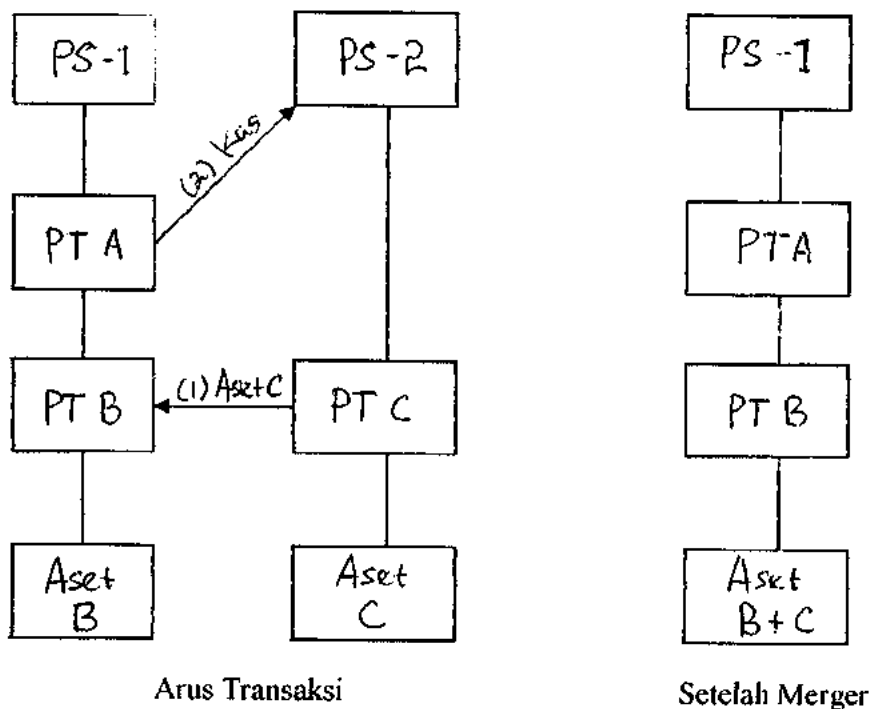 PS-1
PS-2
PS-1
(2) Kas
PT A
PT A
PT B
(1) Aset C
PT C
PT B
Aset
B
Aset
C
Aset
B+C
Arus Transaksi
Setelah Merger